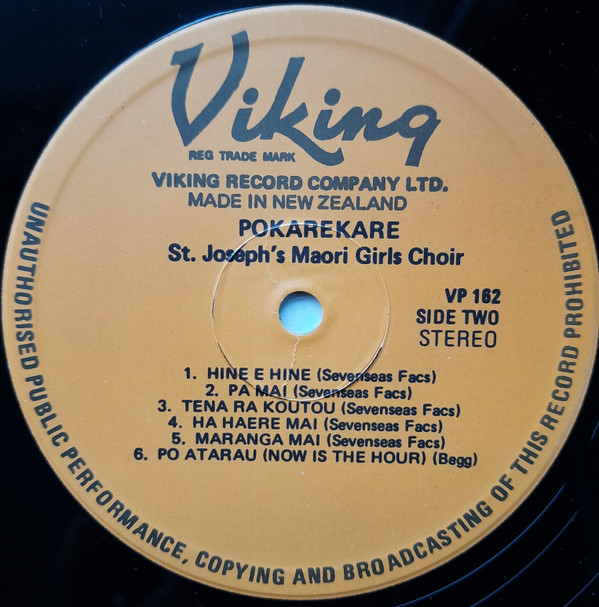 Viking
REG TRADE MARK
VIKING RECORD COMPANY LTD.
MADE IN NEW ZEALAND
POKAREKARE
St. Joseph's Maori Girls Choir
VP 162
SIDE TWO
STEREO
1. HINE E HINE (Sevenseas Facs)
2. PA MAI (Sevenseas Facs)
3. TENA RA KOUTOU (Sevenseas Facs)
4. HA HAERE MAI (Sevenseas Facs)
5. MARANGA MAI (Sevenseas Facs)
6. PO ATARAU (NOW IS THE HOUR) (Begg)
UNAUTHORISED PUBLIC PERFORMANCE, COPYING AND BROADCASTING OF THIS RECORD PROHIBITED